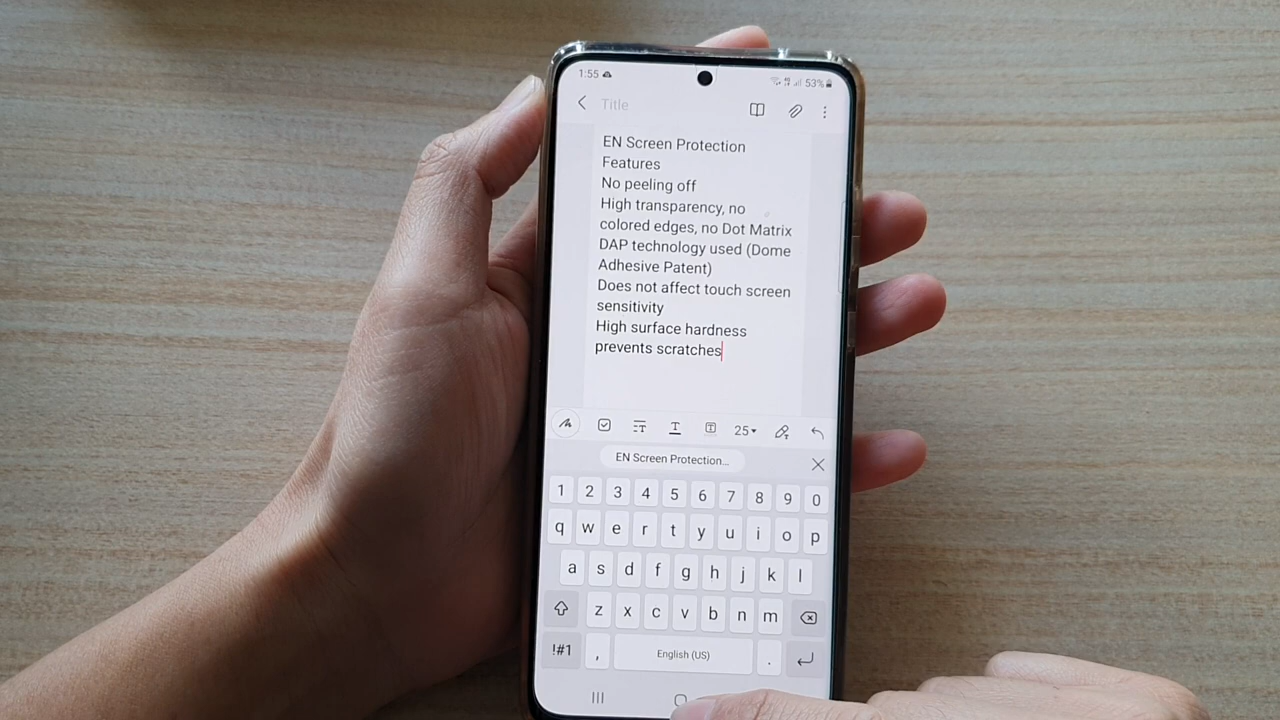 1:55 53%
Title
EN Screen Protection
Features
No peeling off
High transparency, no
colored edges, no Dot Matrix
DAP technology used (Dome
Adhesive Patent)
Does not affect touch screen
sensitivity
High surface hardness
prevents scratches
T T 25
EN Screen Protection...
1 2 3 4 5 6 7 8 9 0
q w e r t y u i o p
a s d f g h j k l
z x c v b n m
!#1 , English (US) .